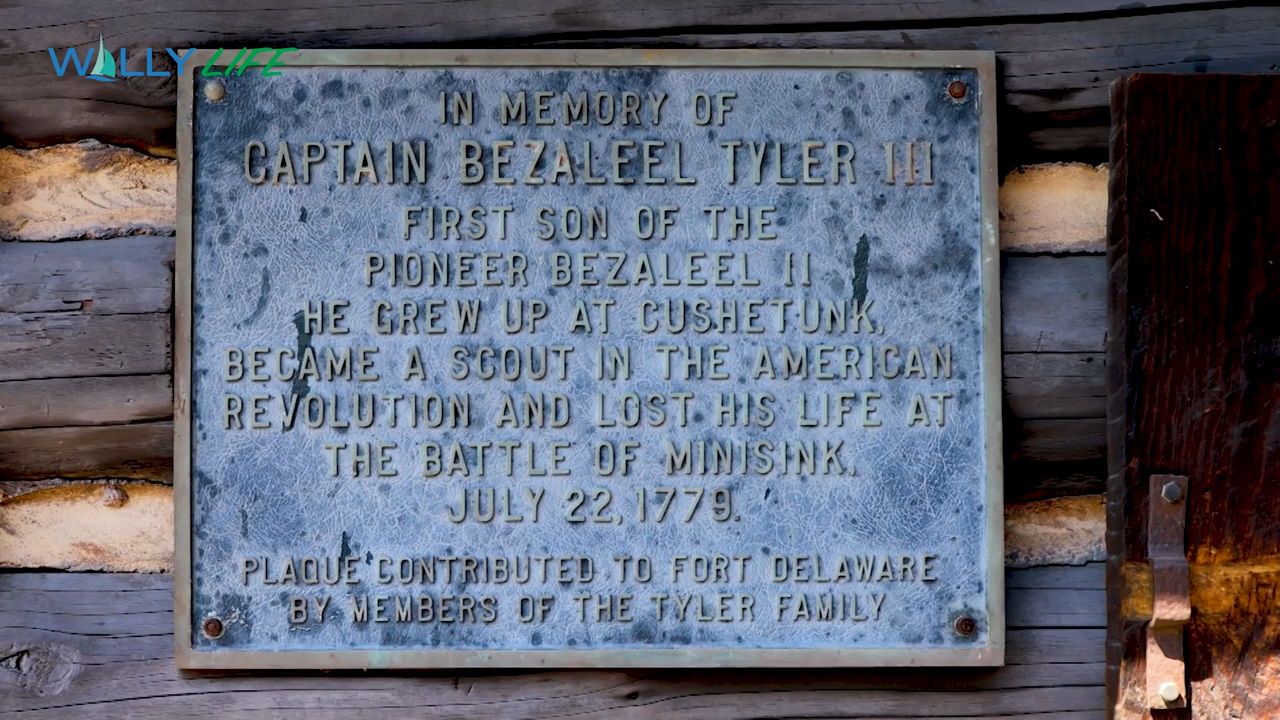 WALLY LIFE
IN MEMORY OF
CAPTAIN BEZALEEL TYLER III
FIRST SON OF THE
PIONEER BEZALEEL II
HE GREW UP AT CUSHETUNK,
BECAME A SCOUT IN THE AMERICAN
REVOLUTION AND LOST HIS LIFE AT
THE BATTLE OF MINISINK,
JULY 22, 1779.
PLAQUE CONTRIBUTED TO FORT DELAWARE
BY MEMBERS OF THE TYLER FAMILY